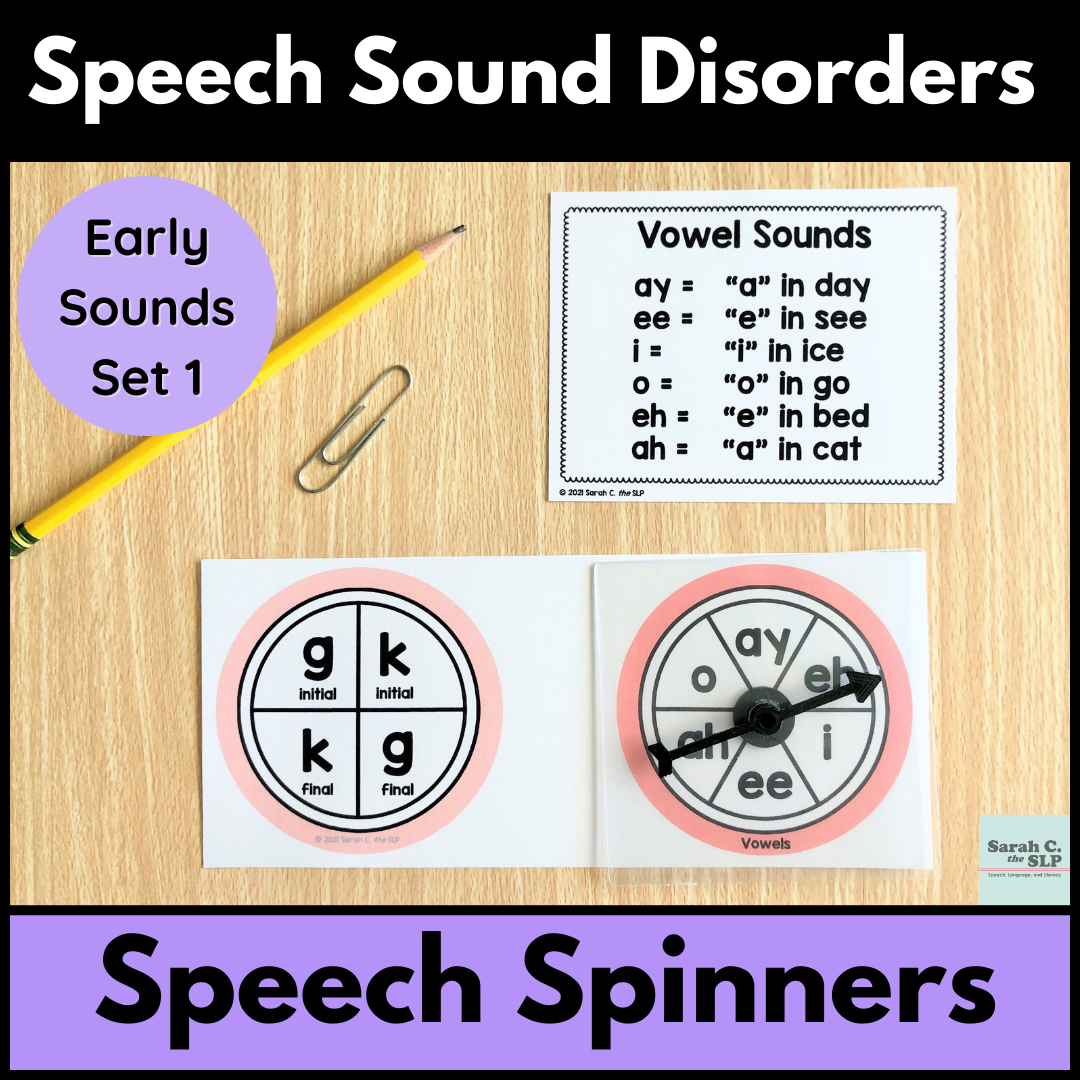 Speech Sound Disorders
Early
Sounds
Set 1
Vowel Sounds
ay = “a” in day
ee = “e” in see
i = “i” in ice
o = “o” in go
eh = “e” in bed
ah = “a” in cat
© 2021 Sarah C. the SLP
g initial
k initial
k final
g final
© 2021 Sarah C. the SLP
ay
o
eh
ah
i
ee
Vowels
Sarah C.
the SLP
Speech, Language, and Literacy
Speech Spinners